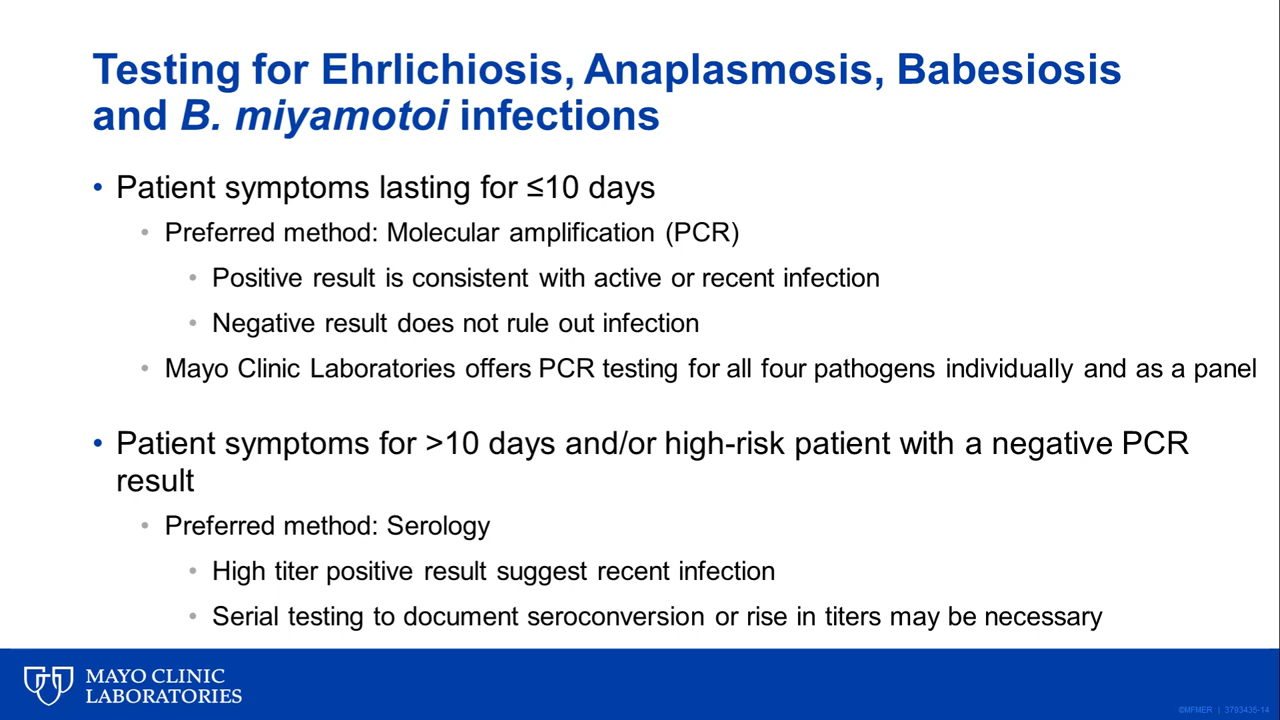 Testing for Ehrlichiosis, Anaplasmosis, Babesiosis
and B. miyamotoi infections
• Patient symptoms lasting for ≤10 days
• Preferred method: Molecular amplification (PCR)
• Positive result is consistent with active or recent infection
• Negative result does not rule out infection
• Mayo Clinic Laboratories offers PCR testing for all four pathogens individually and as a panel
• Patient symptoms for >10 days and/or high-risk patient with a negative PCR
result
• Preferred method: Serology
• High titer positive result suggest recent infection
• Serial testing to document seroconversion or rise in titers may be necessary
MAYO CLINIC
LABORATORIES
©MFMER | 3793435-14